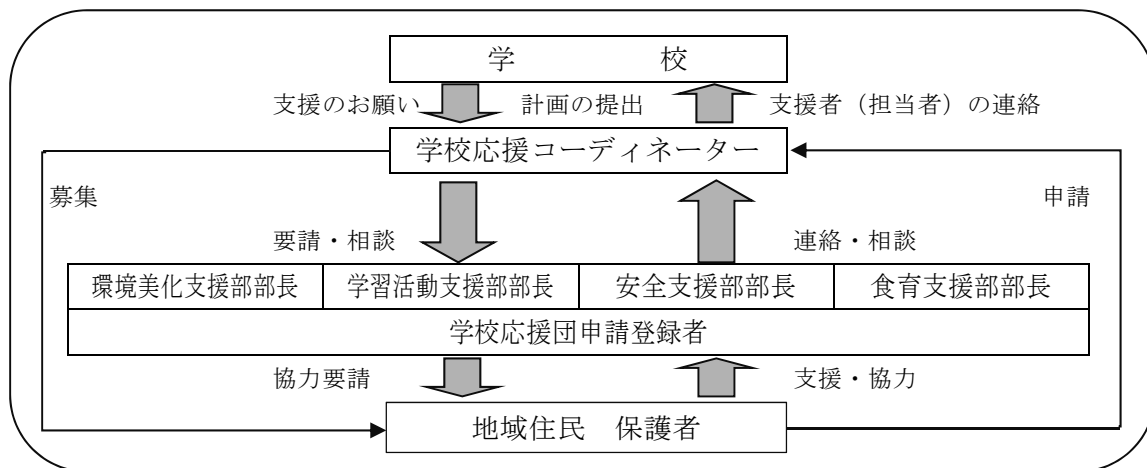 学　　　　　校
支援のお願い　計画の提出　支援者（担当者）の連絡
学校応援コーディネーター
募集　申請
要請・相談　連絡・相談
環境美化支援部部長　学習活動支援部部長　安全支援部部長　食育支援部部長
学校応援団申請登録者
協力要請　支援・協力
地域住民　保護者